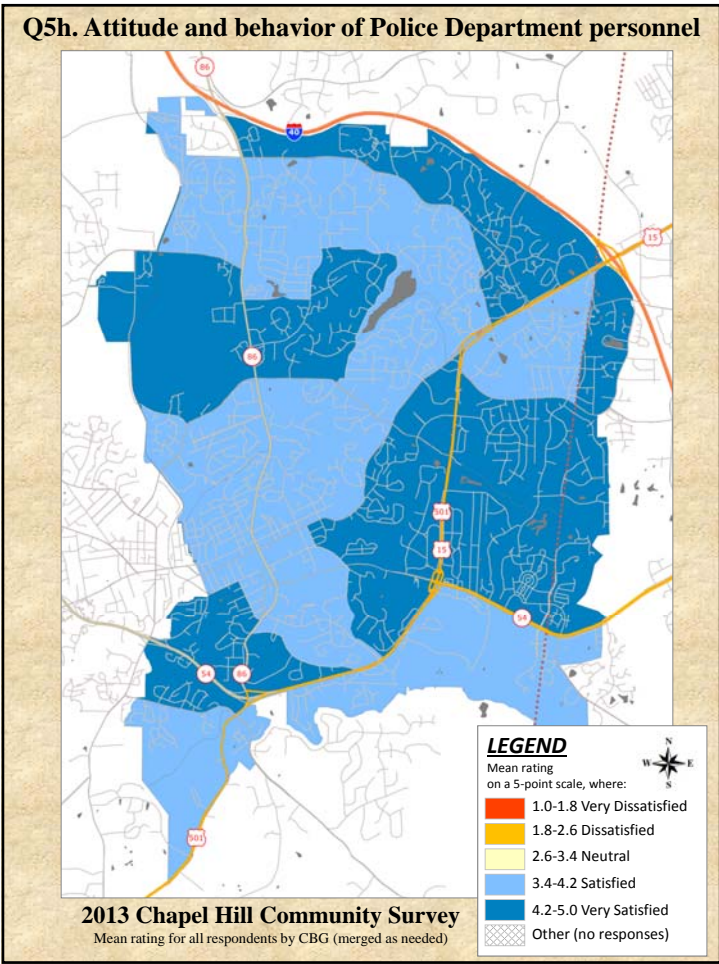 Q5h. Attitude and behavior of Police Department personnel
86
40
15
86
501
15
54
54
86
501
LEGEND
Mean rating
on a 5-point scale, where:
N
W E
S
1.0-1.8 Very Dissatisfied
1.8-2.6 Dissatisfied
2.6-3.4 Neutral
3.4-4.2 Satisfied
4.2-5.0 Very Satisfied
Other (no responses)
2013 Chapel Hill Community Survey
Mean rating for all respondents by CBG (merged as needed)